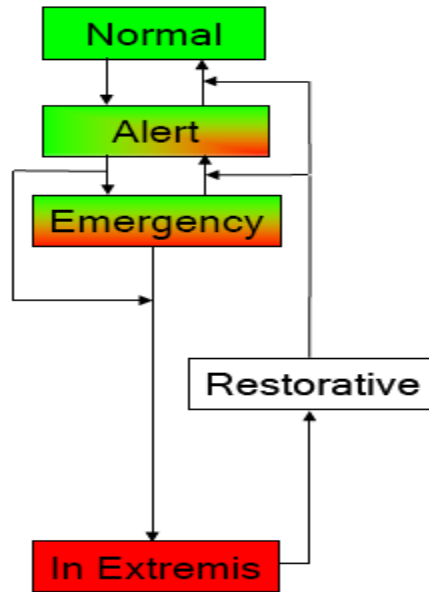 Normal
Alert
Emergency
Restorative
In Extremis